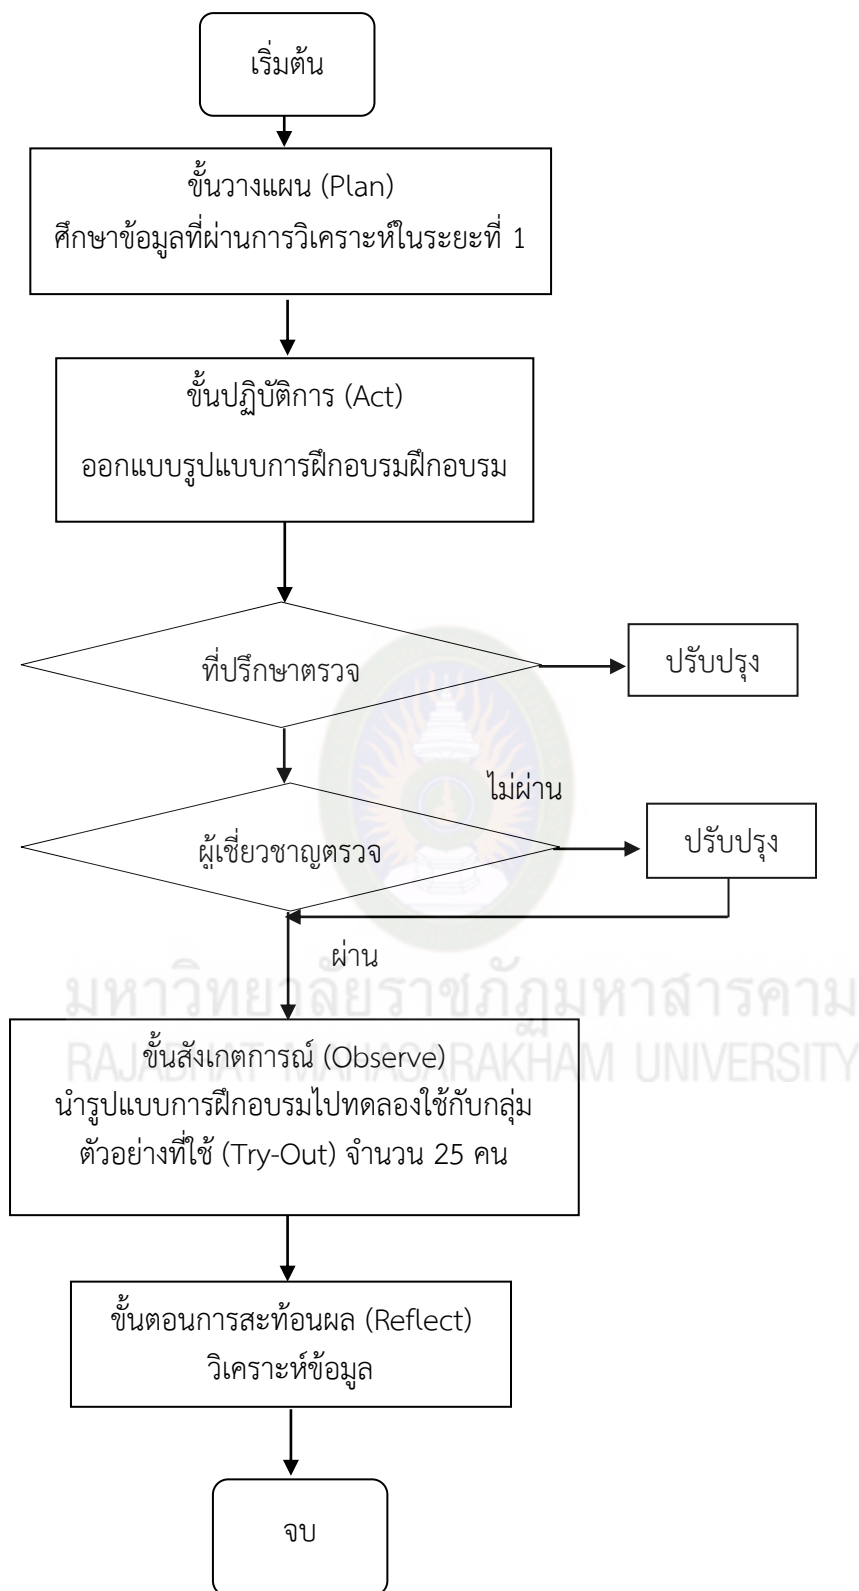 เริ่มต้น
ขั้นวางแผน (Plan)
ศึกษาข้อมูลที่ผ่านการวิเคราะห์ในระยะที่ 1
ขั้นปฏิบัติการ (Act)
ออกแบบรูปแบบการฝึกอบรมฝึกอบรม
ที่ปรึกษาตรวจ
ปรับปรุง
ไม่ผ่าน
ผู้เชี่ยวชาญตรวจ
ปรับปรุง
ผ่าน
มหาวิทยาลัยราชภัฏมหาสารคาม
RAJABHAT MAHASARAKHAM UNIVERSITY
ขั้นสังเกตการณ์ (Observe)
นำรูปแบบการฝึกอบรมไปทดลองใช้กับกลุ่ม
ตัวอย่างที่ใช้ (Try-Out) จำนวน 25 คน
ขั้นตอนการสะท้อนผล (Reflect)
วิเคราะห์ข้อมูล
จบ